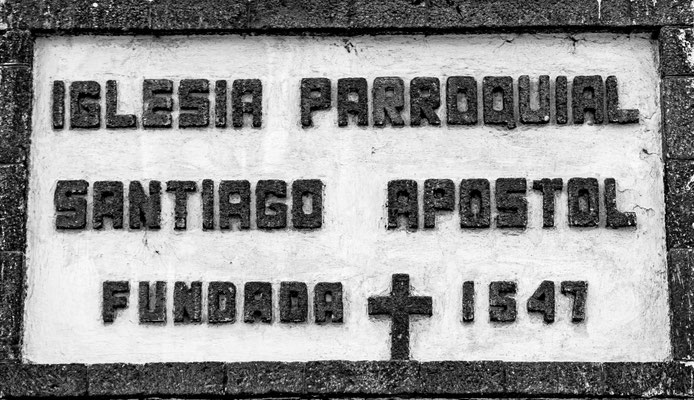 IGLESIA PARROQUIAL
SANTIAGO APOSTOL
FUNDADA 1547